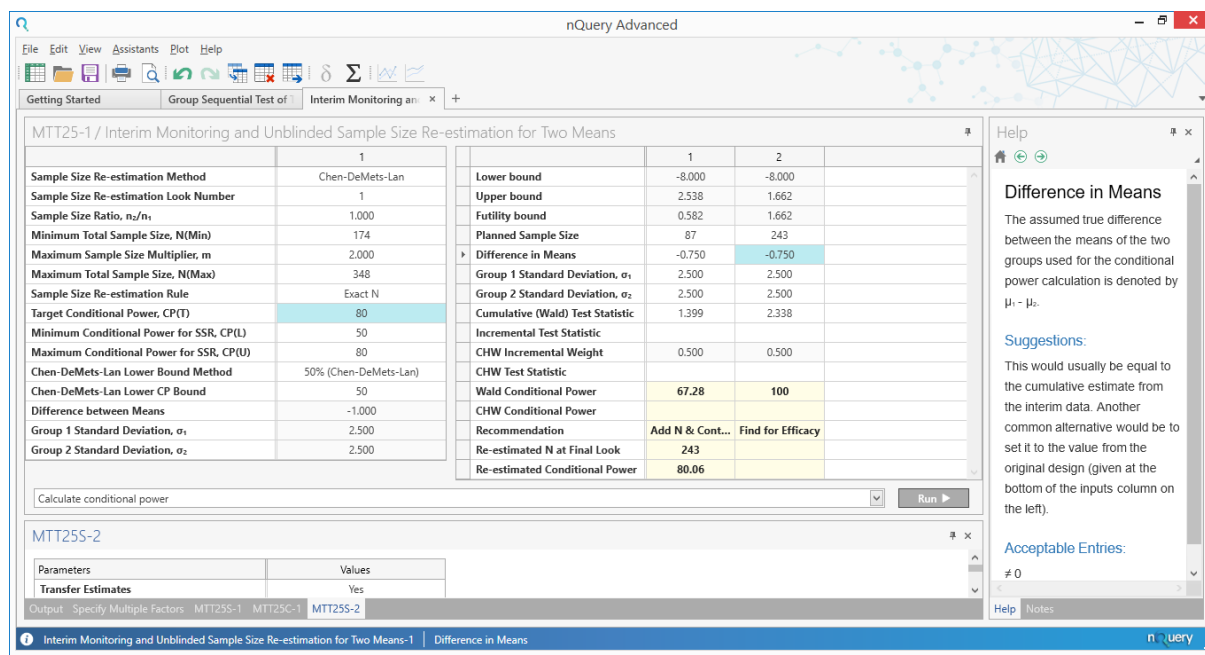 nQuery Advanced
File Edit View Assistants Plot Help
Getting Started Group Sequential Test of Interim Monitoring an
MTT25-1 / Interim Monitoring and Unblinded Sample Size Re-estimation for Two Means
1
Sample Size Re-estimation Method Chen-DeMets-Lan
Sample Size Re-estimation Look Number 1
Sample Size Ratio, n₂/n₁ 1.000
Minimum Total Sample Size, N(Min) 174
Maximum Sample Size Multiplier, m 2.000
Maximum Total Sample Size, N(Max) 348
Sample Size Re-estimation Rule Exact N
Target Conditional Power, CP(T) 80
Minimum Conditional Power for SSR, CP(L) 50
Maximum Conditional Power for SSR, CP(U) 80
Chen-DeMets-Lan Lower Bound Method 50% (Chen-DeMets-Lan)
Chen-DeMets-Lan Lower CP Bound 50
Difference between Means -1.000
Group 1 Standard Deviation, σ₁ 2.500
Group 2 Standard Deviation, σ₂ 2.500
1 2
Lower bound -8.000 -8.000
Upper bound 2.538 1.662
Futility bound 0.582 1.662
Planned Sample Size 87 243
Difference in Means -0.750 -0.750
Group 1 Standard Deviation, σ₁ 2.500 2.500
Group 2 Standard Deviation, σ₂ 2.500 2.500
Cumulative (Wald) Test Statistic 1.399 2.338
Incremental Test Statistic
CHW Incremental Weight 0.500 0.500
CHW Test Statistic
Wald Conditional Power 67.28 100
CHW Conditional Power
Recommendation Add N & Cont... Find for Efficacy
Re-estimated N at Final Look 243
Re-estimated Conditional Power 80.06
Calculate conditional power Run
MTT25S-2
Parameters Values
Transfer Estimates Yes
Output Specify Multiple Factors MTT25S-1 MTT25C-1 MTT25S-2
Help
Difference in Means
The assumed true difference
between the means of the two
groups used for the conditional
power calculation is denoted by
μ₁ - μ₂.
Suggestions:
This would usually be equal to
the cumulative estimate from
the interim data. Another
common alternative would be to
set it to the value from the
original design (given at the
bottom of the inputs column on
the left).
Acceptable Entries:
≠ 0
Help Notes
Interim Monitoring and Unblinded Sample Size Re-estimation for Two Means-1 Difference in Means
nQuery